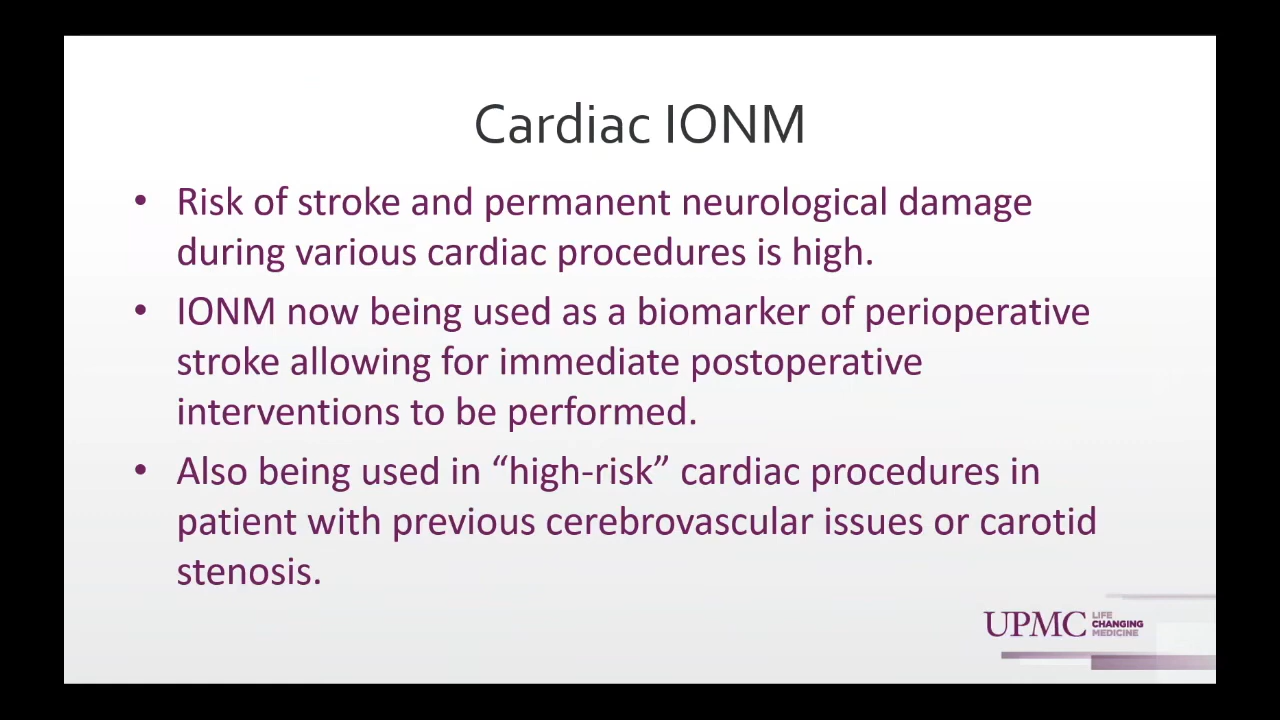 Cardiac IONM
• Risk of stroke and permanent neurological damage
during various cardiac procedures is high.
• IONM now being used as a biomarker of perioperative
stroke allowing for immediate postoperative
interventions to be performed.
• Also being used in “high-risk” cardiac procedures in
patient with previous cerebrovascular issues or carotid
stenosis.
UPMC LIFE
CHANGING
MEDICINE